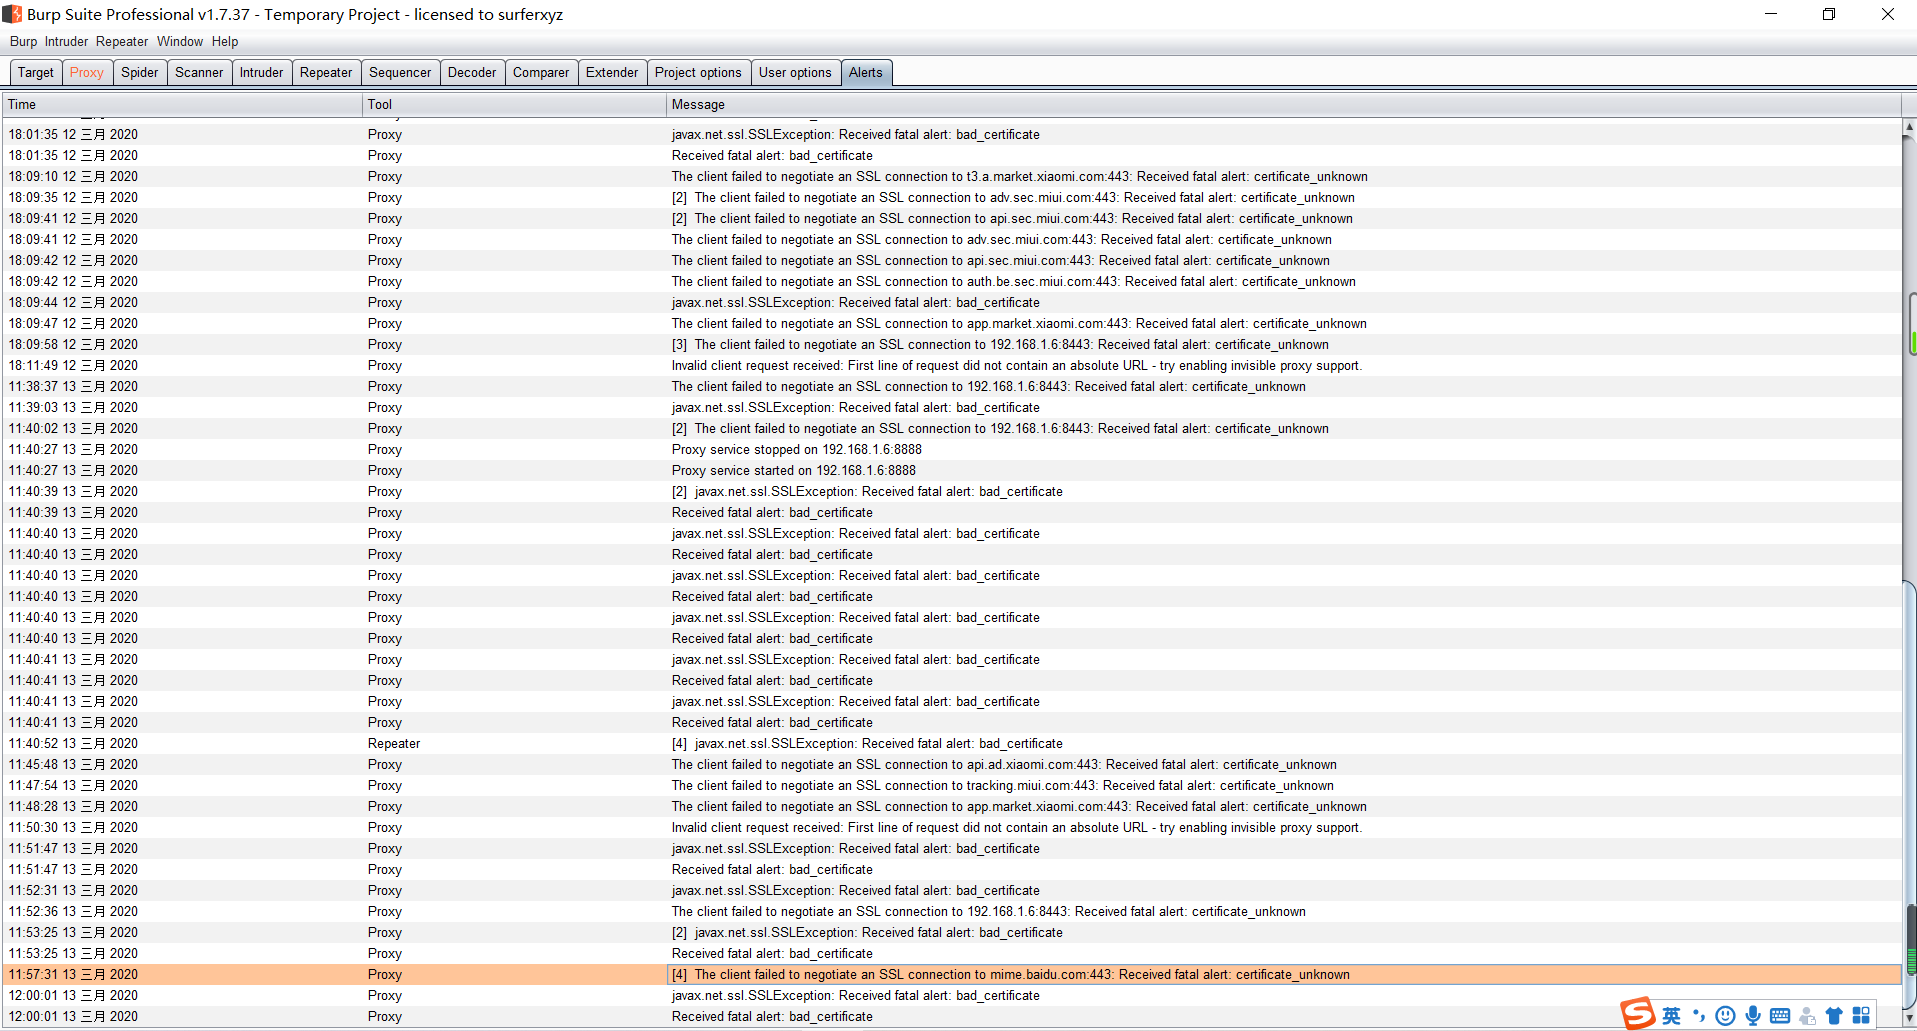 Burp Suite Professional v1.7.37 - Temporary Project - licensed to surferxyz
Burp Intruder Repeater Window Help
Target Proxy Spider Scanner Intruder Repeater Sequencer Decoder Comparer Extender Project options User options Alerts
Time Tool Message
18:01:35 12 三月 2020 Proxy javax.net.ssl.SSLException: Received fatal alert: bad_certificate
18:01:35 12 三月 2020 Proxy Received fatal alert: bad_certificate
18:09:10 12 三月 2020 Proxy The client failed to negotiate an SSL connection to t3.a.market.xiaomi.com:443: Received fatal alert: certificate_unknown
18:09:35 12 三月 2020 Proxy [2] The client failed to negotiate an SSL connection to adv.sec.miui.com:443: Received fatal alert: certificate_unknown
18:09:41 12 三月 2020 Proxy [2] The client failed to negotiate an SSL connection to api.sec.miui.com:443: Received fatal alert: certificate_unknown
18:09:41 12 三月 2020 Proxy The client failed to negotiate an SSL connection to adv.sec.miui.com:443: Received fatal alert: certificate_unknown
18:09:42 12 三月 2020 Proxy The client failed to negotiate an SSL connection to api.sec.miui.com:443: Received fatal alert: certificate_unknown
18:09:42 12 三月 2020 Proxy The client failed to negotiate an SSL connection to auth.be.sec.miui.com:443: Received fatal alert: certificate_unknown
18:09:44 12 三月 2020 Proxy javax.net.ssl.SSLException: Received fatal alert: bad_certificate
18:09:47 12 三月 2020 Proxy The client failed to negotiate an SSL connection to app.market.xiaomi.com:443: Received fatal alert: certificate_unknown
18:09:58 12 三月 2020 Proxy [3] The client failed to negotiate an SSL connection to 192.168.1.6:8443: Received fatal alert: certificate_unknown
18:11:49 12 三月 2020 Proxy Invalid client request received: First line of request did not contain an absolute URL - try enabling invisible proxy support.
11:38:37 13 三月 2020 Proxy The client failed to negotiate an SSL connection to 192.168.1.6:8443: Received fatal alert: certificate_unknown
11:39:03 13 三月 2020 Proxy javax.net.ssl.SSLException: Received fatal alert: bad_certificate
11:40:02 13 三月 2020 Proxy [2] The client failed to negotiate an SSL connection to 192.168.1.6:8443: Received fatal alert: certificate_unknown
11:40:27 13 三月 2020 Proxy Proxy service stopped on 192.168.1.6:8888
11:40:27 13 三月 2020 Proxy Proxy service started on 192.168.1.6:8888
11:40:39 13 三月 2020 Proxy [2] javax.net.ssl.SSLException: Received fatal alert: bad_certificate
11:40:39 13 三月 2020 Proxy Received fatal alert: bad_certificate
11:40:40 13 三月 2020 Proxy javax.net.ssl.SSLException: Received fatal alert: bad_certificate
11:40:40 13 三月 2020 Proxy Received fatal alert: bad_certificate
11:40:40 13 三月 2020 Proxy javax.net.ssl.SSLException: Received fatal alert: bad_certificate
11:40:40 13 三月 2020 Proxy Received fatal alert: bad_certificate
11:40:40 13 三月 2020 Proxy javax.net.ssl.SSLException: Received fatal alert: bad_certificate
11:40:40 13 三月 2020 Proxy Received fatal alert: bad_certificate
11:40:41 13 三月 2020 Proxy javax.net.ssl.SSLException: Received fatal alert: bad_certificate
11:40:41 13 三月 2020 Proxy Received fatal alert: bad_certificate
11:40:41 13 三月 2020 Proxy javax.net.ssl.SSLException: Received fatal alert: bad_certificate
11:40:41 13 三月 2020 Proxy Received fatal alert: bad_certificate
11:40:52 13 三月 2020 Repeater [4] javax.net.ssl.SSLException: Received fatal alert: bad_certificate
11:45:48 13 三月 2020 Proxy The client failed to negotiate an SSL connection to api.ad.xiaomi.com:443: Received fatal alert: certificate_unknown
11:47:54 13 三月 2020 Proxy The client failed to negotiate an SSL connection to tracking.miui.com:443: Received fatal alert: certificate_unknown
11:48:28 13 三月 2020 Proxy The client failed to negotiate an SSL connection to app.market.xiaomi.com:443: Received fatal alert: certificate_unknown
11:50:30 13 三月 2020 Proxy Invalid client request received: First line of request did not contain an absolute URL - try enabling invisible proxy support.
11:51:47 13 三月 2020 Proxy javax.net.ssl.SSLException: Received fatal alert: bad_certificate
11:51:47 13 三月 2020 Proxy Received fatal alert: bad_certificate
11:52:31 13 三月 2020 Proxy javax.net.ssl.SSLException: Received fatal alert: bad_certificate
11:52:36 13 三月 2020 Proxy The client failed to negotiate an SSL connection to 192.168.1.6:8443: Received fatal alert: certificate_unknown
11:53:25 13 三月 2020 Proxy [2] javax.net.ssl.SSLException: Received fatal alert: bad_certificate
11:53:25 13 三月 2020 Proxy Received fatal alert: bad_certificate
11:57:31 13 三月 2020 Proxy [4] The client failed to negotiate an SSL connection to mime.baidu.com:443: Received fatal alert: certificate_unknown
12:00:01 13 三月 2020 Proxy javax.net.ssl.SSLException: Received fatal alert: bad_certificate
12:00:01 13 三月 2020 Proxy Received fatal alert: bad_certificate
英